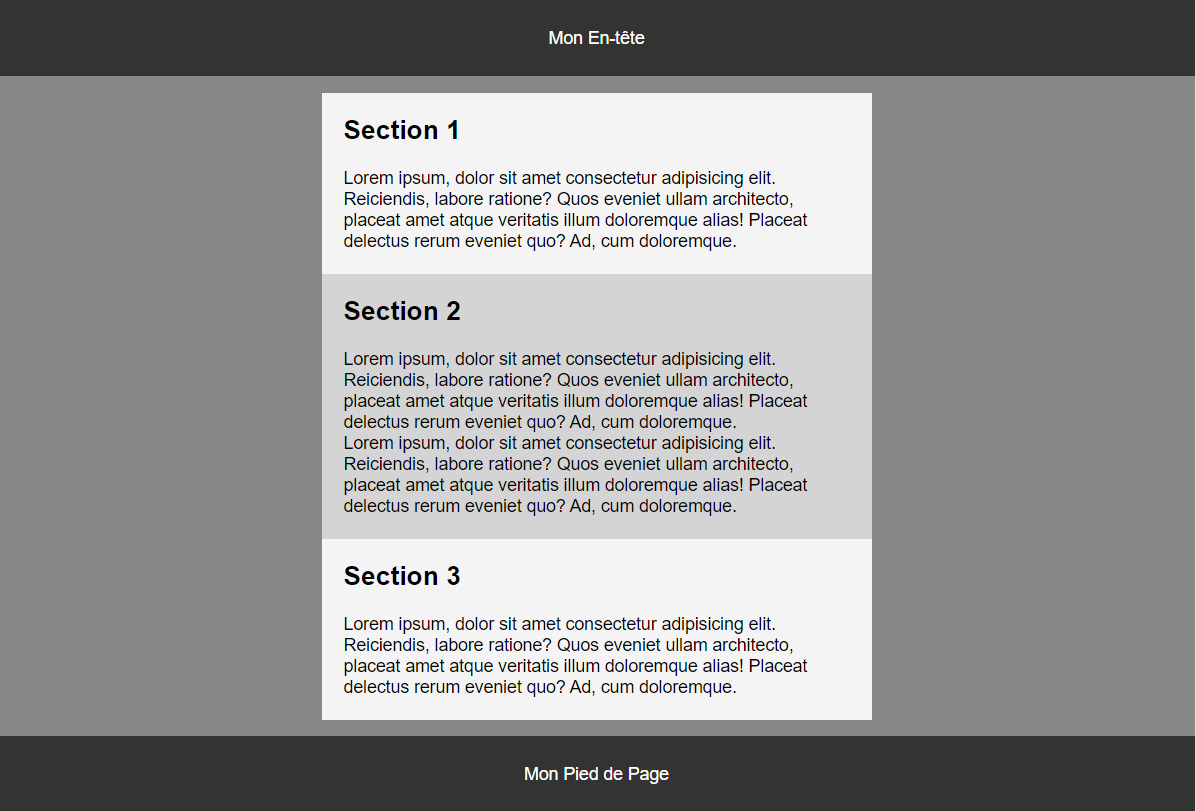 Mon En-tête
Section 1
Lorem ipsum, dolor sit amet consectetur adipisicing elit.
Reiciendis, labore ratione? Quos eveniet ullam architecto,
placeat amet atque veritatis illum doloremque alias! Placeat
delectus rerum eveniet quo? Ad, cum doloremque.
Section 2
Lorem ipsum, dolor sit amet consectetur adipisicing elit.
Reiciendis, labore ratione? Quos eveniet ullam architecto,
placeat amet atque veritatis illum doloremque alias! Placeat
delectus rerum eveniet quo? Ad, cum doloremque.
Lorem ipsum, dolor sit amet consectetur adipisicing elit.
Reiciendis, labore ratione? Quos eveniet ullam architecto,
placeat amet atque veritatis illum doloremque alias! Placeat
delectus rerum eveniet quo? Ad, cum doloremque.
Section 3
Lorem ipsum, dolor sit amet consectetur adipisicing elit.
Reiciendis, labore ratione? Quos eveniet ullam architecto,
placeat amet atque veritatis illum doloremque alias! Placeat
delectus rerum eveniet quo? Ad, cum doloremque.
Mon Pied de Page